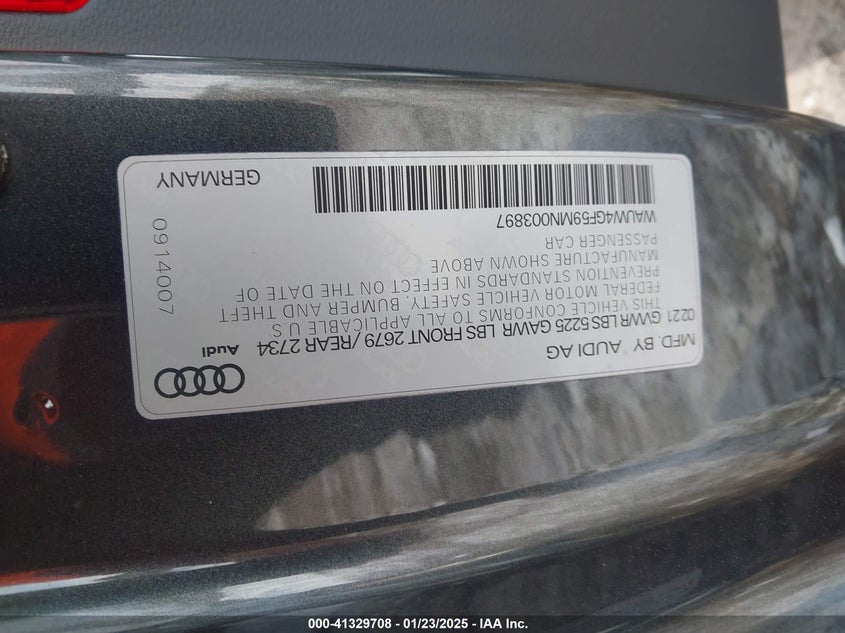 MFD. BY AUDI AG
0221 GVWR LBS 5225 GAWR LBS FRONT 2679 / REAR 2734
Audi
THIS VEHICLE CONFORMS TO ALL APPLICABLE U.S.
FEDERAL MOTOR VEHICLE SAFETY, BUMPER AND THEFT
PREVENTION STANDARDS IN EFFECT ON THE DATE OF
MANUFACTURE SHOWN ABOVE
PASSENGER CAR
WAUW4GF59MN003897
0914007
GERMANY
000-41329708 - 01/23/2025 - IAA Inc.